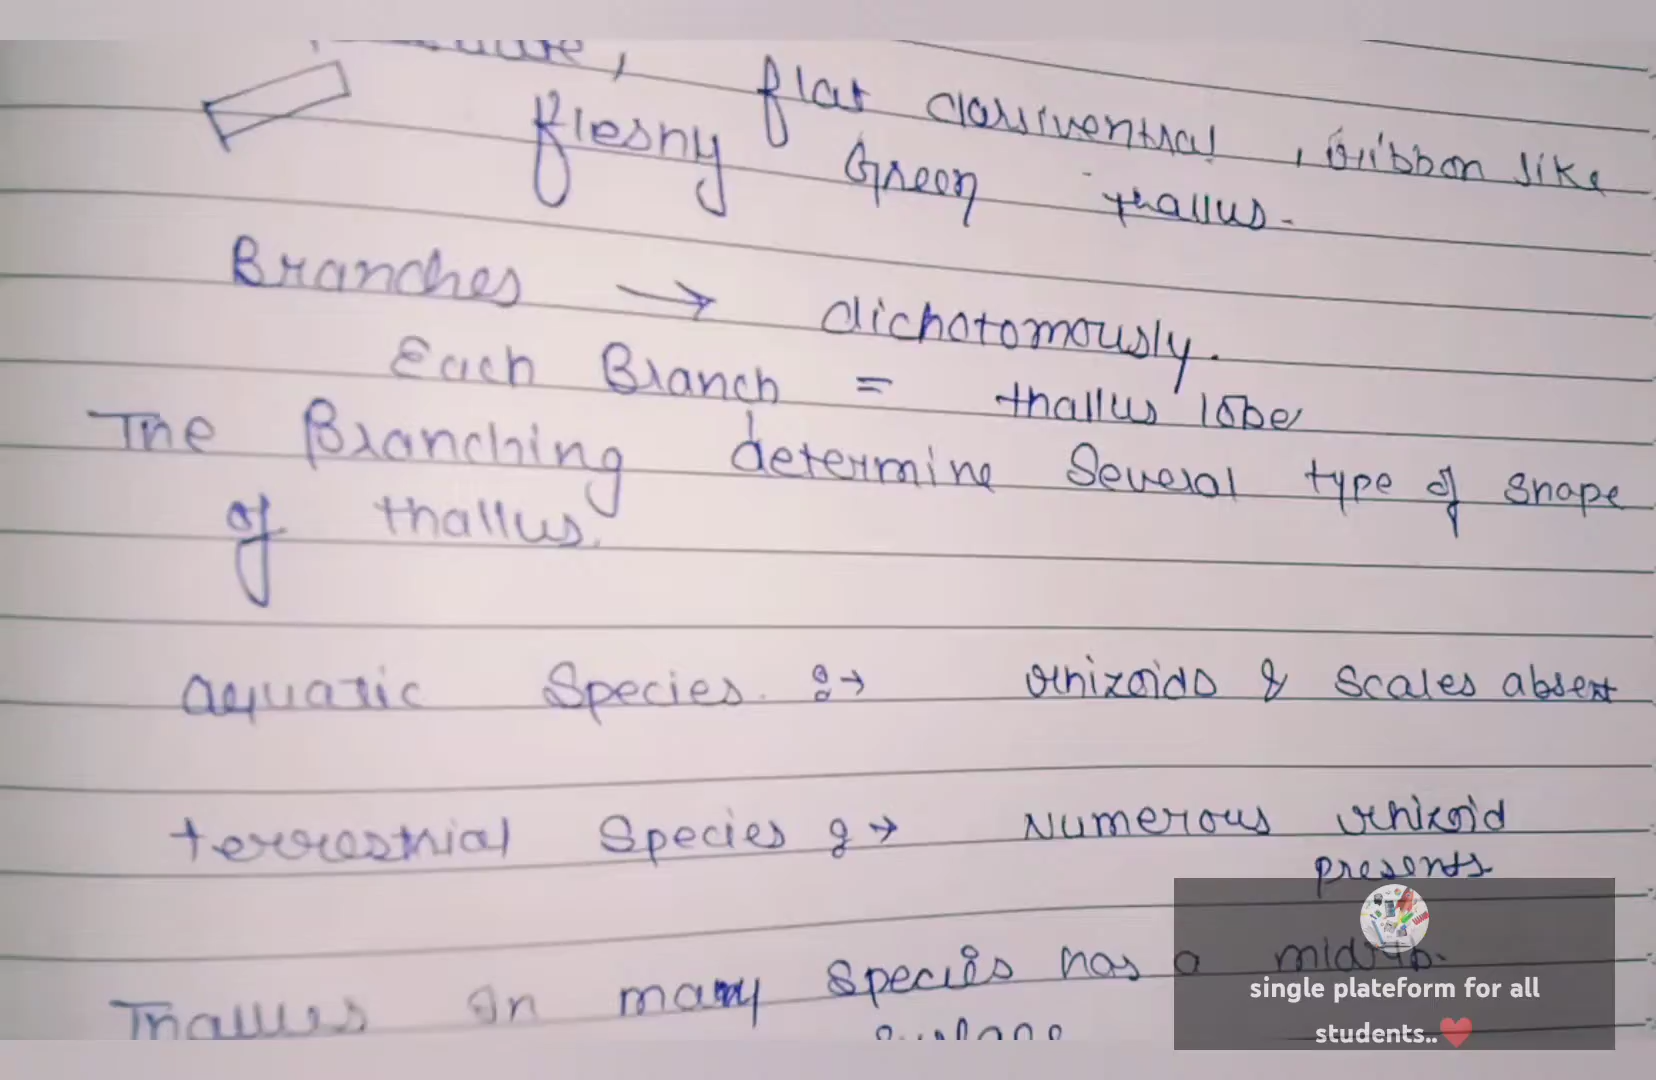 flat dorsiventral, ribbon like
fleshy Green thallus.
Branches → dichotomously.
Each Branch = thallus lobe
The Branching determine Several type of shape
of thallus.
aquatic Species :→ rhizoids & Scales absent
terrestrial Species :→ Numerous rhizoid
presents
Thallus in many Species has a midrib.
single plateform for all
students..❤️